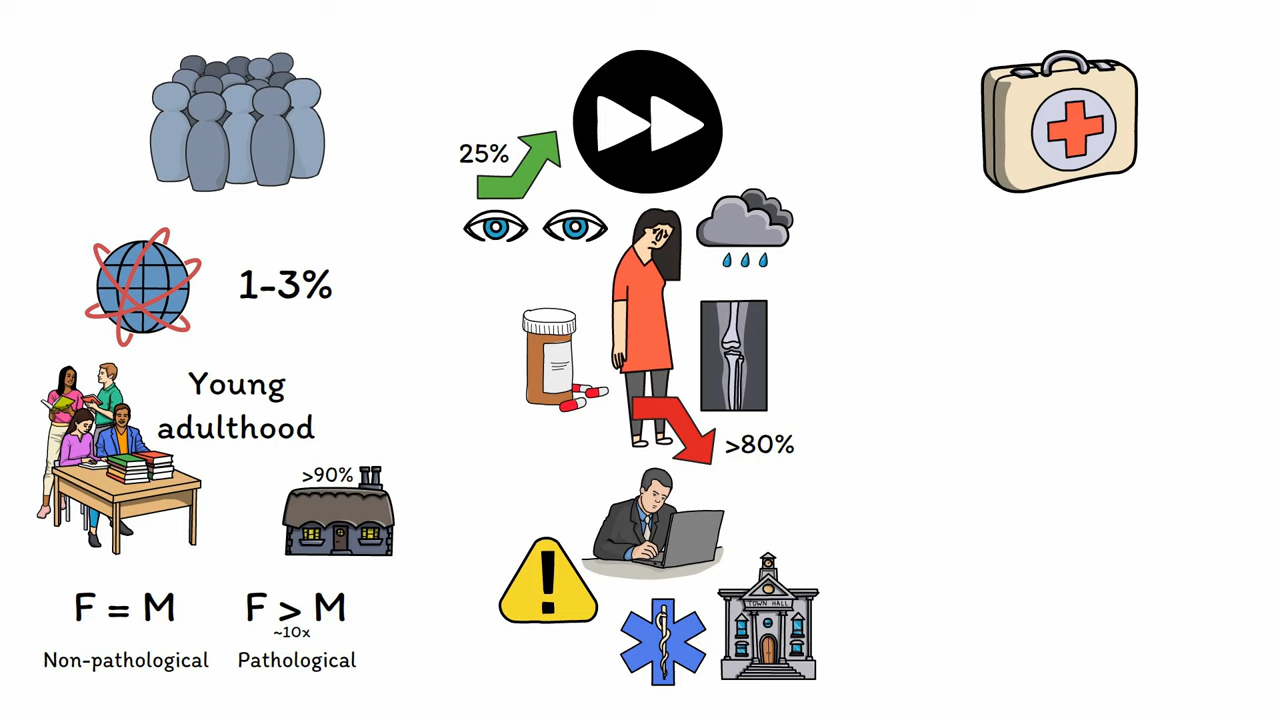 25%
1-3%
Young
adulthood
>90%
F = M
F > M
~10x
Non-pathological
Pathological
>80%
TOWN HALL